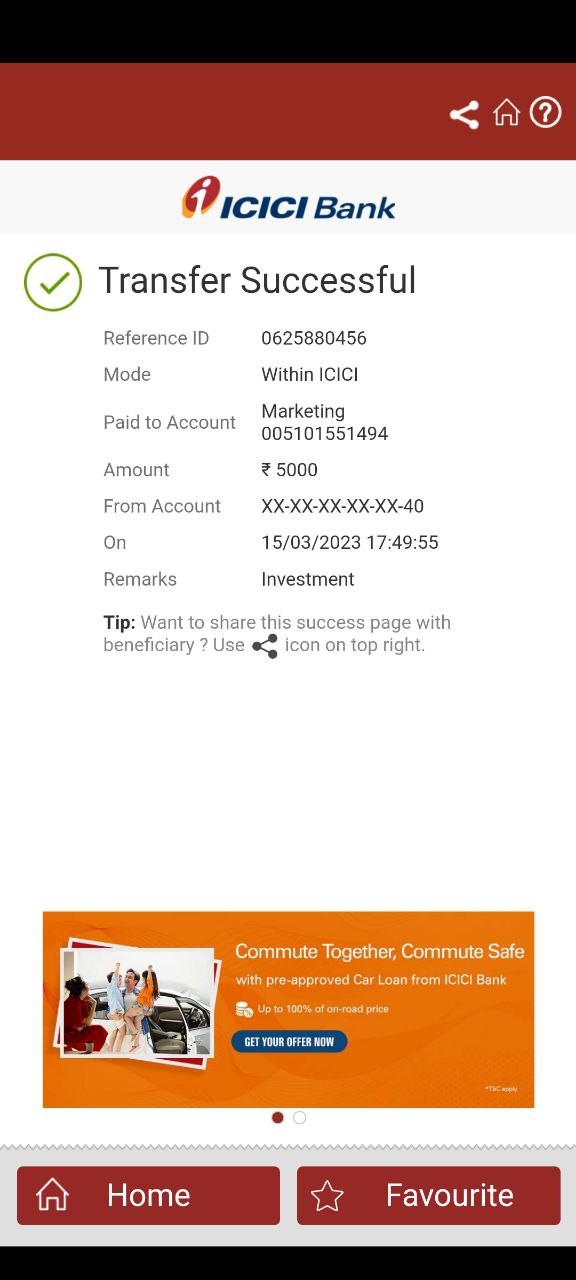 ICICI Bank
Transfer Successful
Reference ID 0625880456
Mode Within ICICI
Paid to Account Marketing
005101551494
Amount ₹ 5000
From Account XX-XX-XX-XX-XX-40
On 15/03/2023 17:49:55
Remarks Investment
Tip: Want to share this success page with
beneficiary ? Use icon on top right.
Commute Together, Commute Safe
with pre-approved Car Loan from ICICI Bank
Up to 100% of on-road price
GET YOUR OFFER NOW
*T&C apply
Home
Favourite